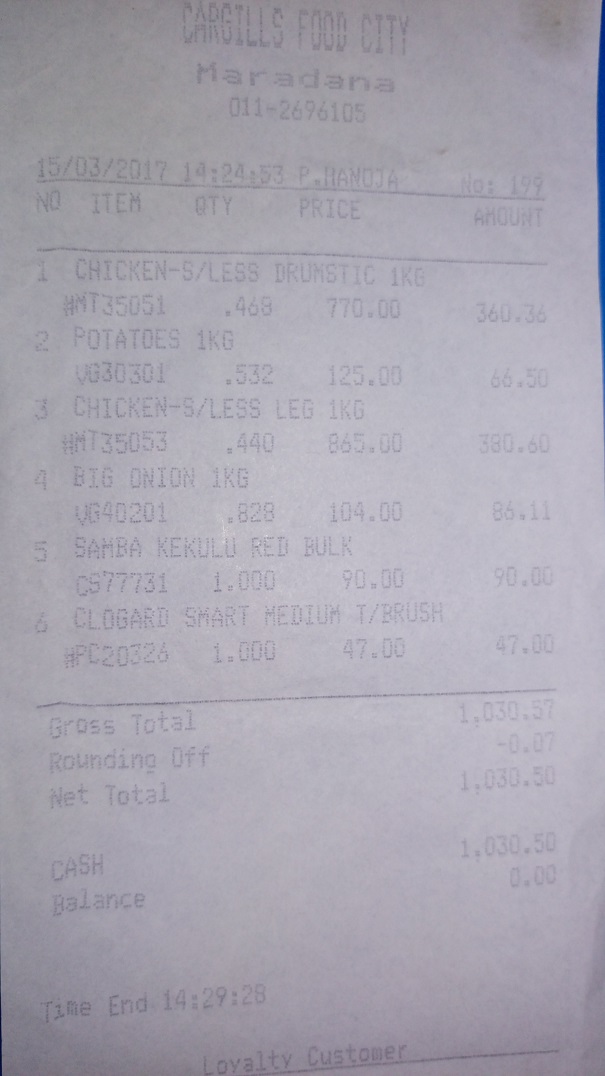 CARGILLS FOOD CITY
Maradana
011-2696105
15/03/2017 14:24:53 P.MANOJA No: 199
NO ITEM QTY PRICE AMOUNT
1 CHICKEN-S/LESS DRUMSTIC 1KG
#MT35051 .468 770.00 360.36
2 POTATOES 1KG
VG30301 .532 125.00 66.50
3 CHICKEN-S/LESS LEG 1KG
#MT35053 .440 865.00 380.60
4 BIG ONION 1KG
VG40201 .828 104.00 86.11
5 SAMBA KEKULU RED BULK
CS77731 1.000 90.00 90.00
6 CLOGARD SMART MEDIUM T/BRUSH
#PC20326 1.000 47.00 47.00
Gross Total 1,030.57
Rounding Off -0.07
Net Total 1,030.50
CASH 1,030.50
Balance 0.00
Time End 14:29:28
Loyalty Customer